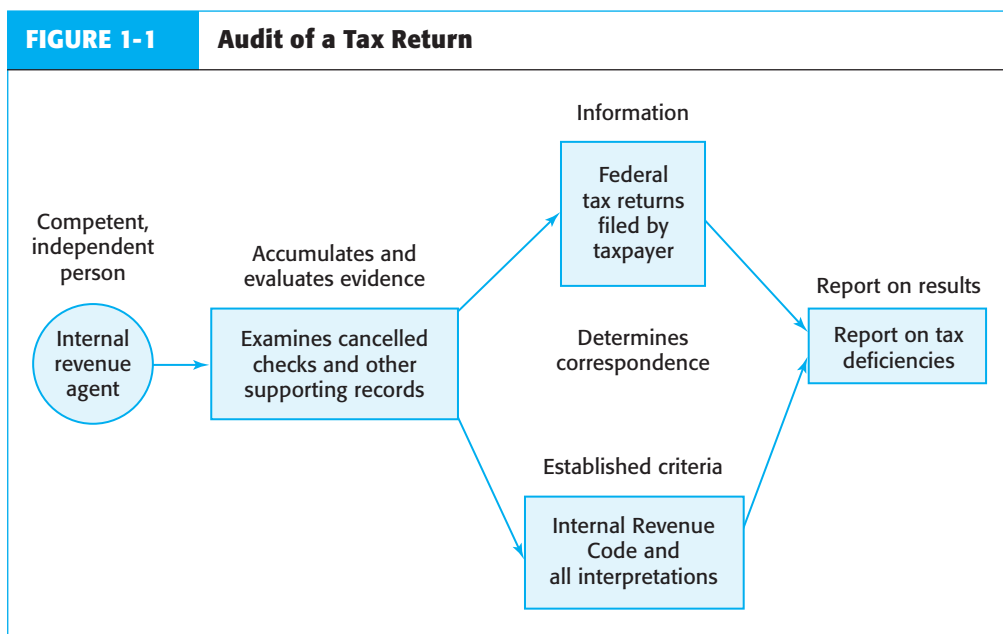 FIGURE 1-1 Audit of a Tax Return
Competent,
independent
person
Internal
revenue
agent
Accumulates and
evaluates evidence
Examines cancelled
checks and other
supporting records
Information
Federal
tax returns
filed by
taxpayer
Determines
correspondence
Established criteria
Internal Revenue
Code and
all interpretations
Report on results
Report on tax
deficiencies